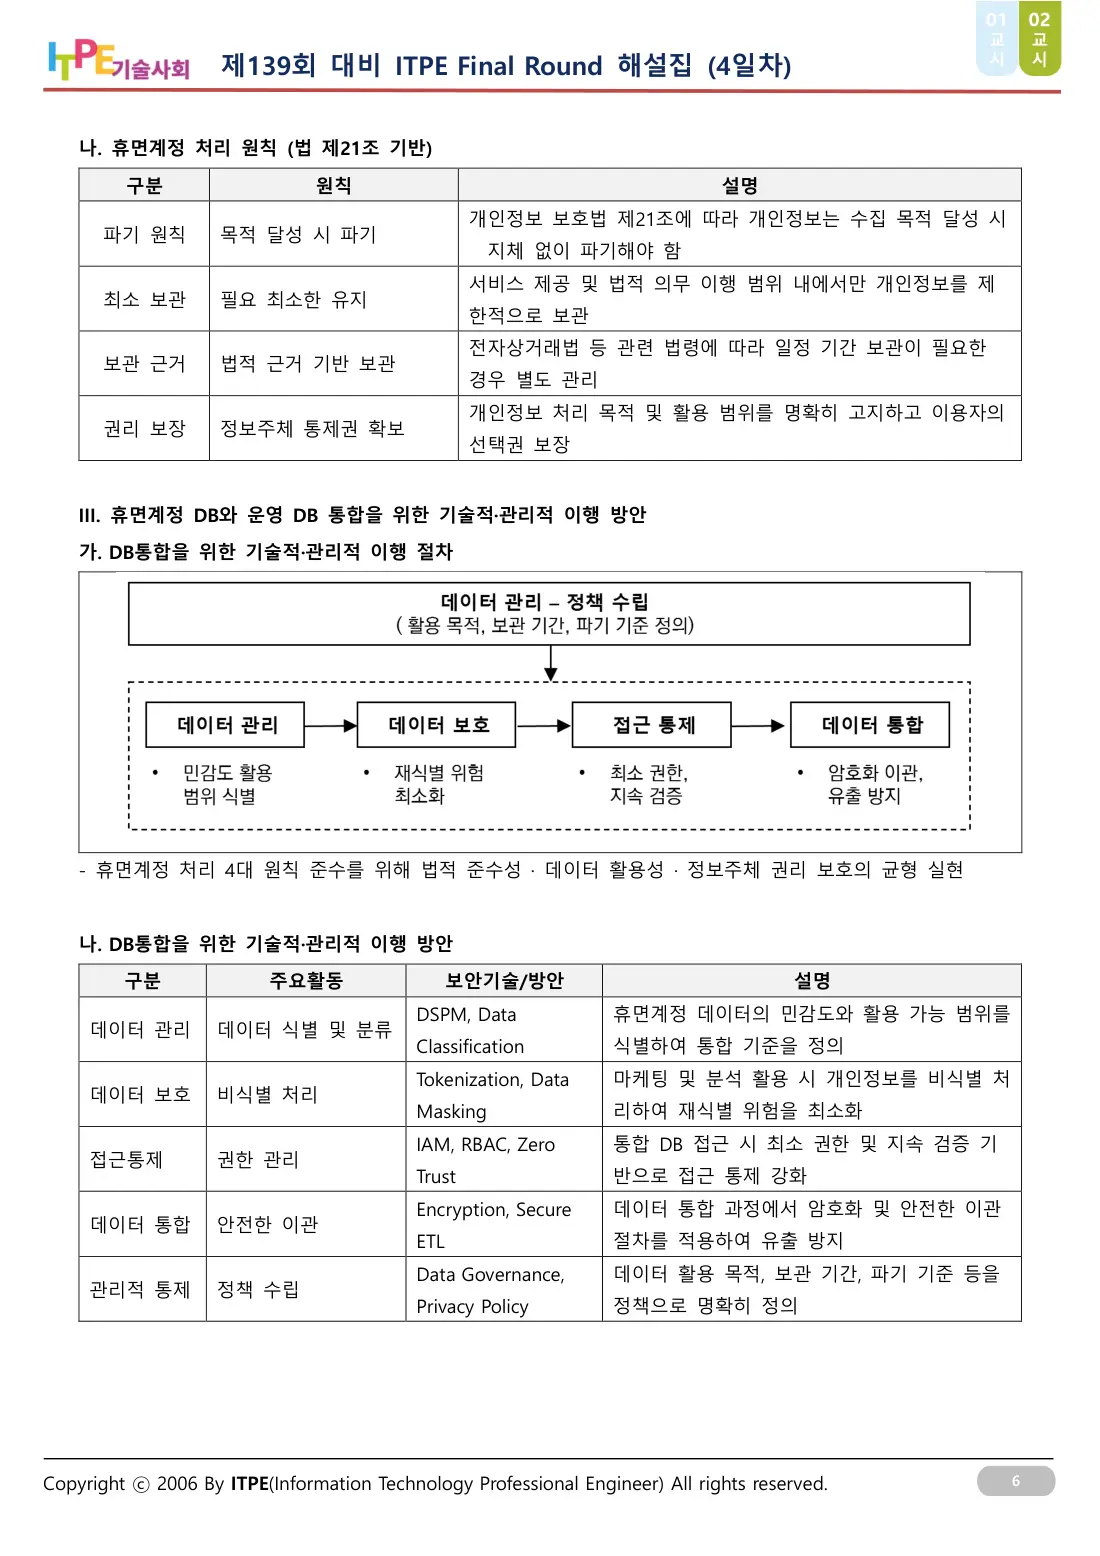 01
교
시
02
교
시
ITPE기술사회 제139회 대비 ITPE Final Round 해설집 (4일차)
나. 휴면계정 처리 원칙 (법 제21조 기반)
구분 원칙 설명
파기 원칙 목적 달성 시 파기 개인정보 보호법 제21조에 따라 개인정보는 수집 목적 달성 시
지체 없이 파기해야 함
최소 보관 필요 최소한 유지 서비스 제공 및 법적 의무 이행 범위 내에서만 개인정보를 제
한적으로 보관
보관 근거 법적 근거 기반 보관 전자상거래법 등 관련 법령에 따라 일정 기간 보관이 필요한
경우 별도 관리
권리 보장 정보주체 통제권 확보 개인정보 처리 목적 및 활용 범위를 명확히 고지하고 이용자의
선택권 보장
III. 휴면계정 DB와 운영 DB 통합을 위한 기술적·관리적 이행 방안
가. DB통합을 위한 기술적·관리적 이행 절차
데이터 관리 – 정책 수립
( 활용 목적, 보관 기간, 파기 기준 정의)
데이터 관리 데이터 보호 접근 통제 데이터 통합
• 민감도 활용 • 재식별 위험 • 최소 권한, • 암호화 이관,
범위 식별 최소화 지속 검증 유출 방지
- 휴면계정 처리 4대 원칙 준수를 위해 법적 준수성 · 데이터 활용성 · 정보주체 권리 보호의 균형 실현
나. DB통합을 위한 기술적·관리적 이행 방안
구분 주요활동 보안기술/방안 설명
데이터 관리 데이터 식별 및 분류 DSPM, Data 휴면계정 데이터의 민감도와 활용 가능 범위를
Classification 식별하여 통합 기준을 정의
데이터 보호 비식별 처리 Tokenization, Data 마케팅 및 분석 활용 시 개인정보를 비식별 처
Masking 리하여 재식별 위험을 최소화
접근통제 권한 관리 IAM, RBAC, Zero 통합 DB 접근 시 최소 권한 및 지속 검증 기
Trust 반으로 접근 통제 강화
데이터 통합 안전한 이관 Encryption, Secure 데이터 통합 과정에서 암호화 및 안전한 이관
ETL 절차를 적용하여 유출 방지
관리적 통제 정책 수립 Data Governance, 데이터 활용 목적, 보관 기간, 파기 기준 등을
Privacy Policy 정책으로 명확히 정의
Copyright ⓒ 2006 By ITPE(Information Technology Professional Engineer) All rights reserved. 6